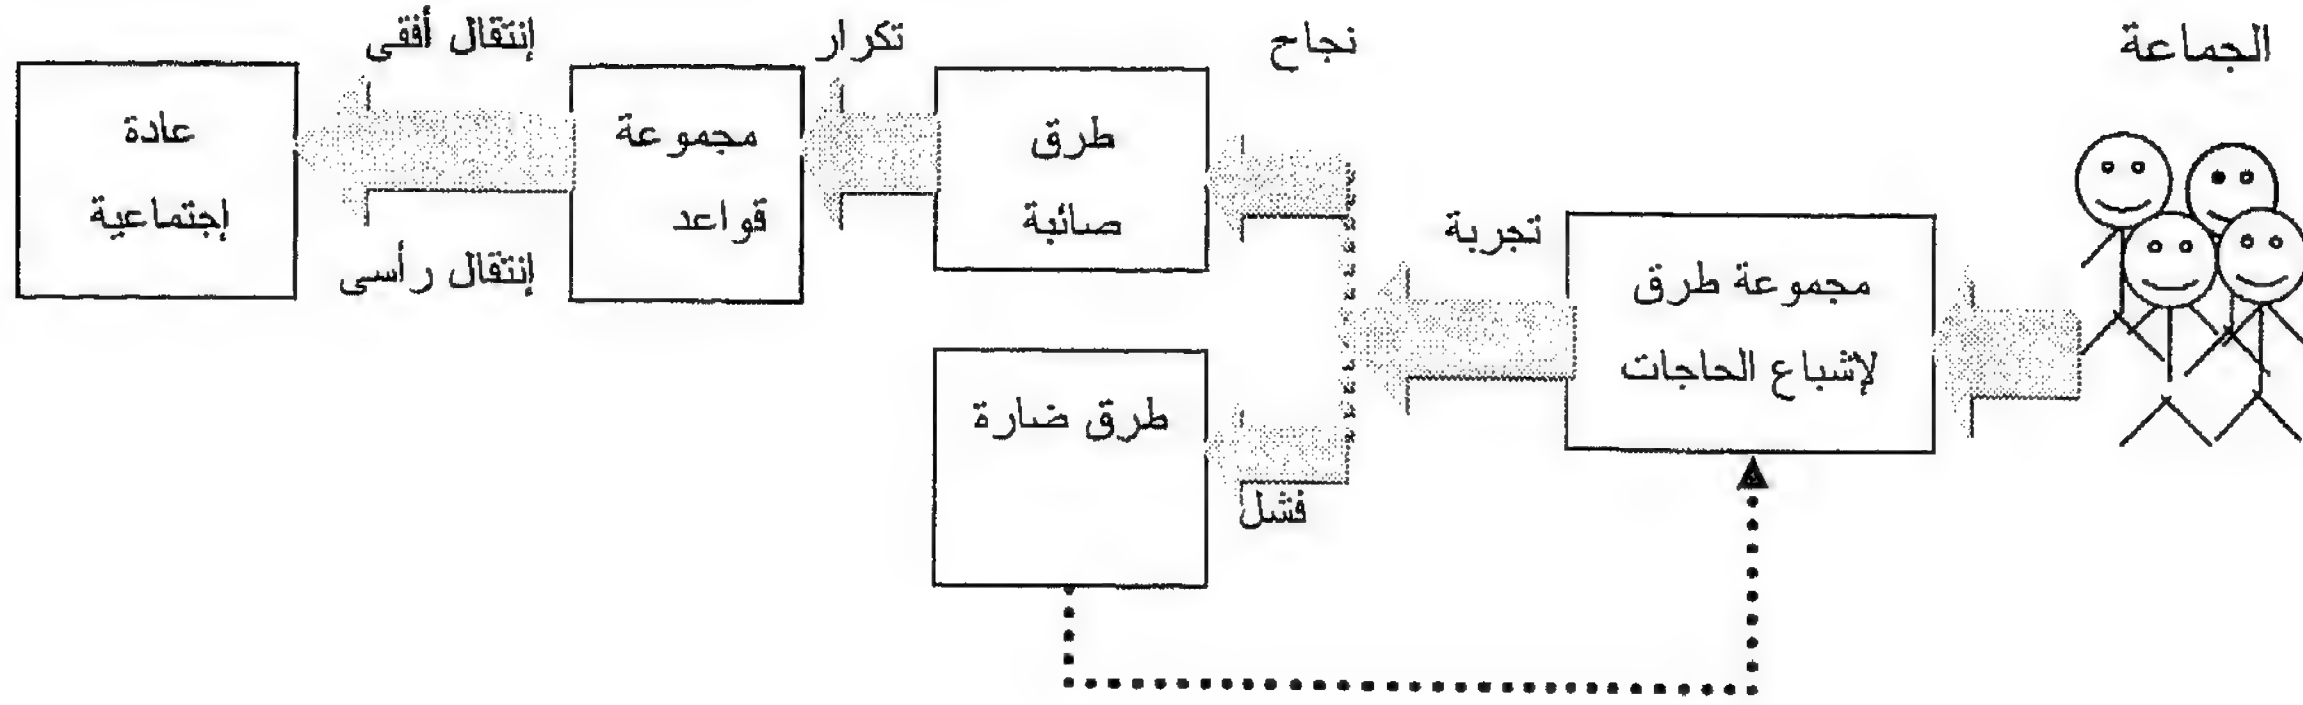 الجماعة
مجموعة طرق
لإشباع الحاجات
تجربة
نجاح
فشل
طرق
صائبة
طرق ضارة
تكرار
مجموعة
قواعد
إنتقال أفقى
إنتقال رأسى
عادة
إجتماعية